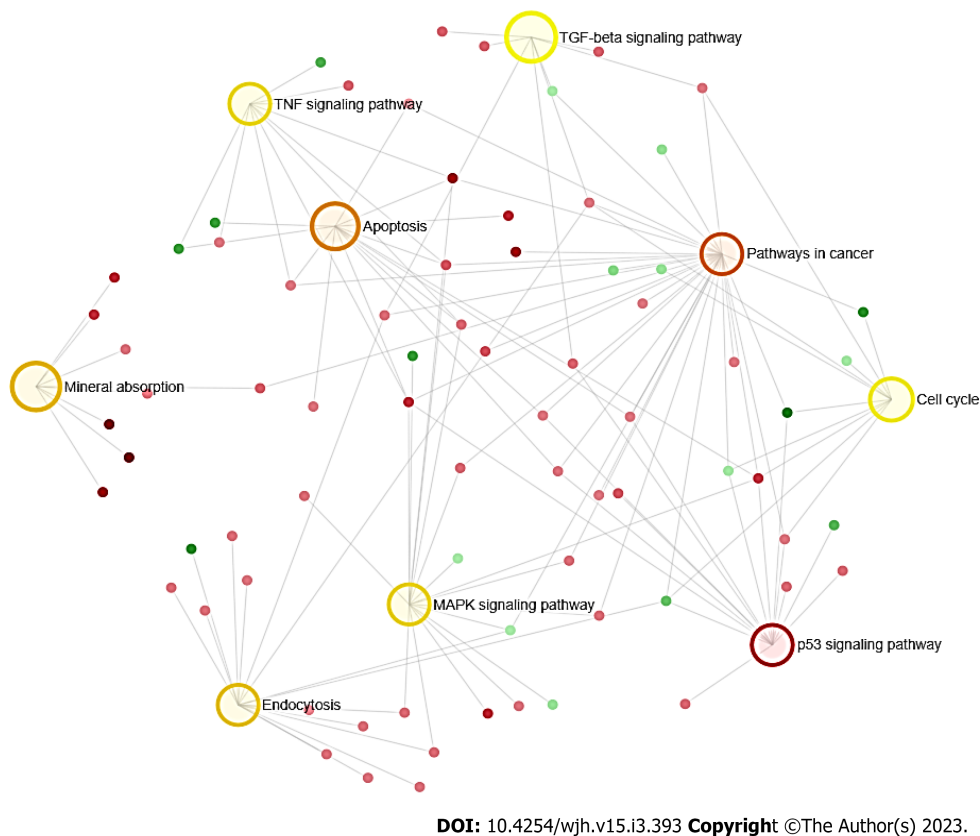 TGF-beta signaling pathway
TNF signaling pathway
Apoptosis
Pathways in cancer
Mineral absorption
Cell cycle
MAPK signaling pathway
p53 signaling pathway
Endocytosis
DOI: 10.4254/wjh.v15.i3.393 Copyright ©The Author(s) 2023.